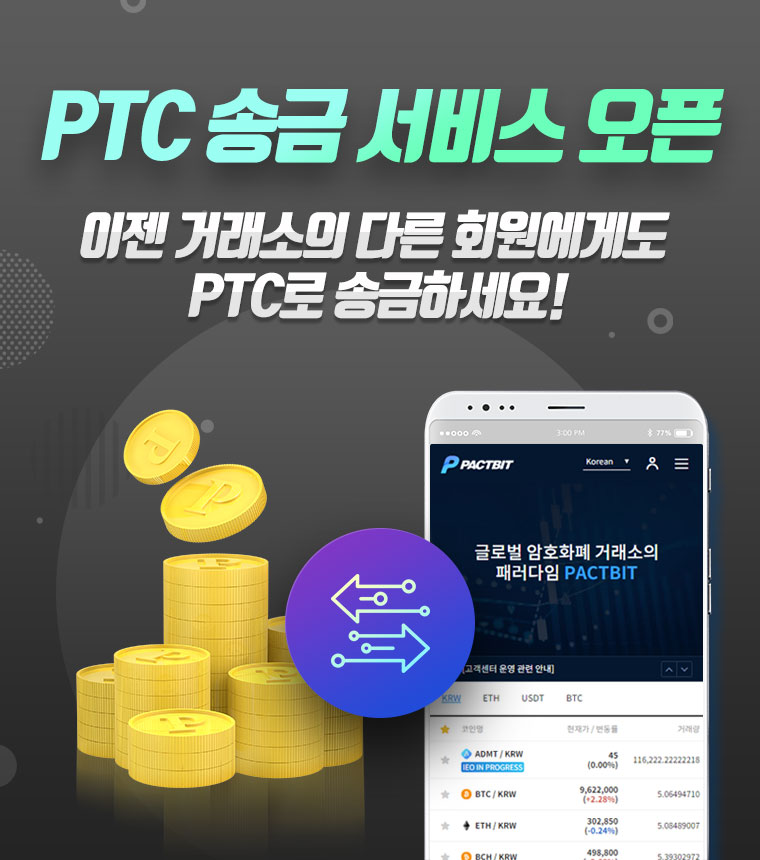 PTC 송금 서비스 오픈
이젠 거래소의 다른 회원에게도
PTC로 송금하세요!
3:00 PM 77%
PACTBIT Korean
글로벌 암호화폐 거래소의
패러다임 PACTBIT
[고객센터 운영 관련 안내]
KRW ETH USDT BTC
코인명 현재가 / 변동률 거래량
ADMT / KRW 45 116,222.22222218
IEO IN PROGRESS (0.00%)
BTC / KRW 9,622,000 5.06494710
(+2.28%)
ETH / KRW 302,850 5.08489007
(-0.24%)
BCH / KRW 498,800 5.39302972